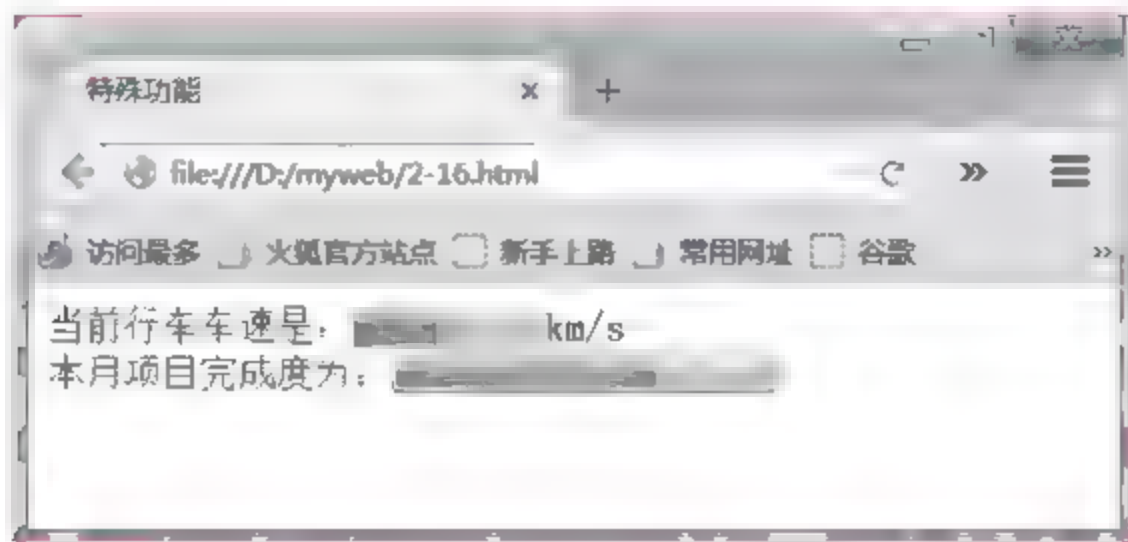 特殊功能
file:///D:/myweb/2-16.html
访问最多 火狐官方站点 新手上路 常用网址 谷歌
当前行车车速是: km/s
本月项目完成度为: